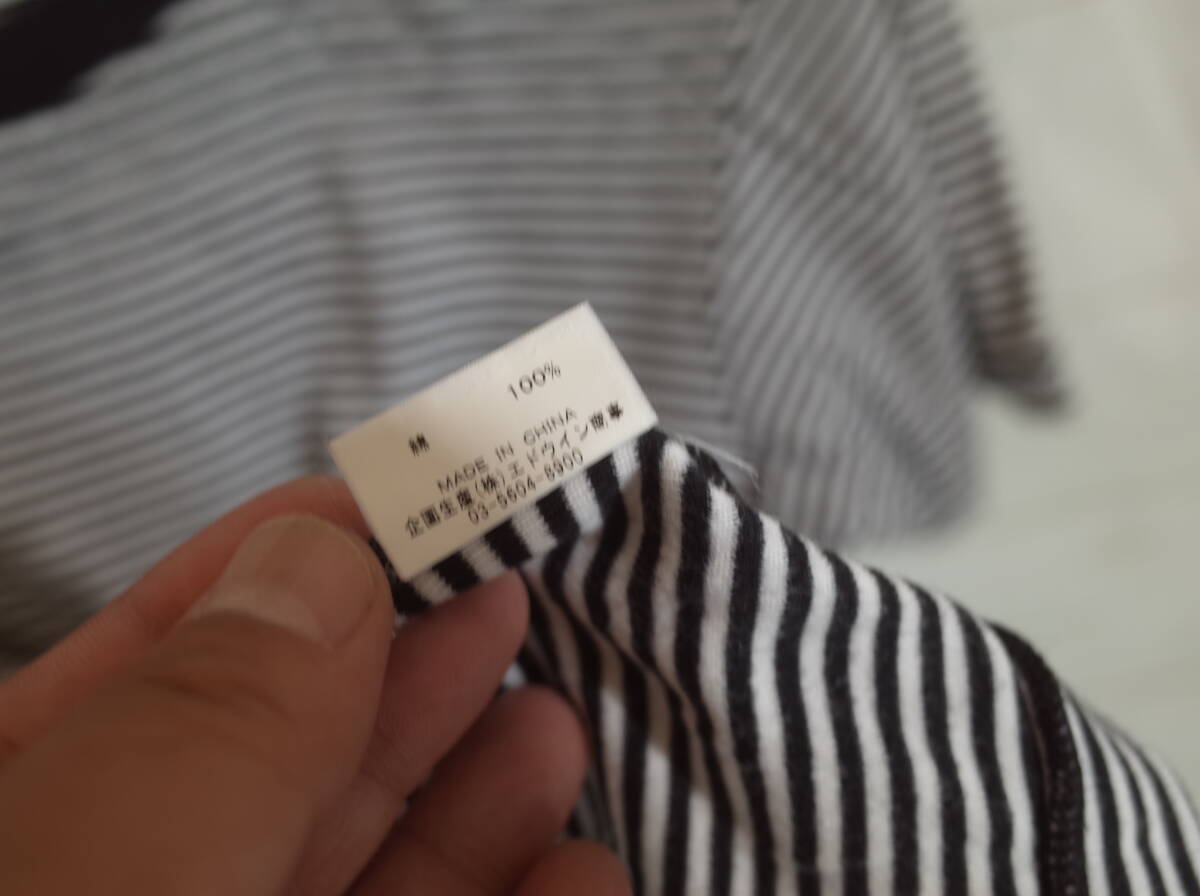 綿 100%
MADE IN CHINA
企画生産(株)エドウイン商事
03-5604-8900